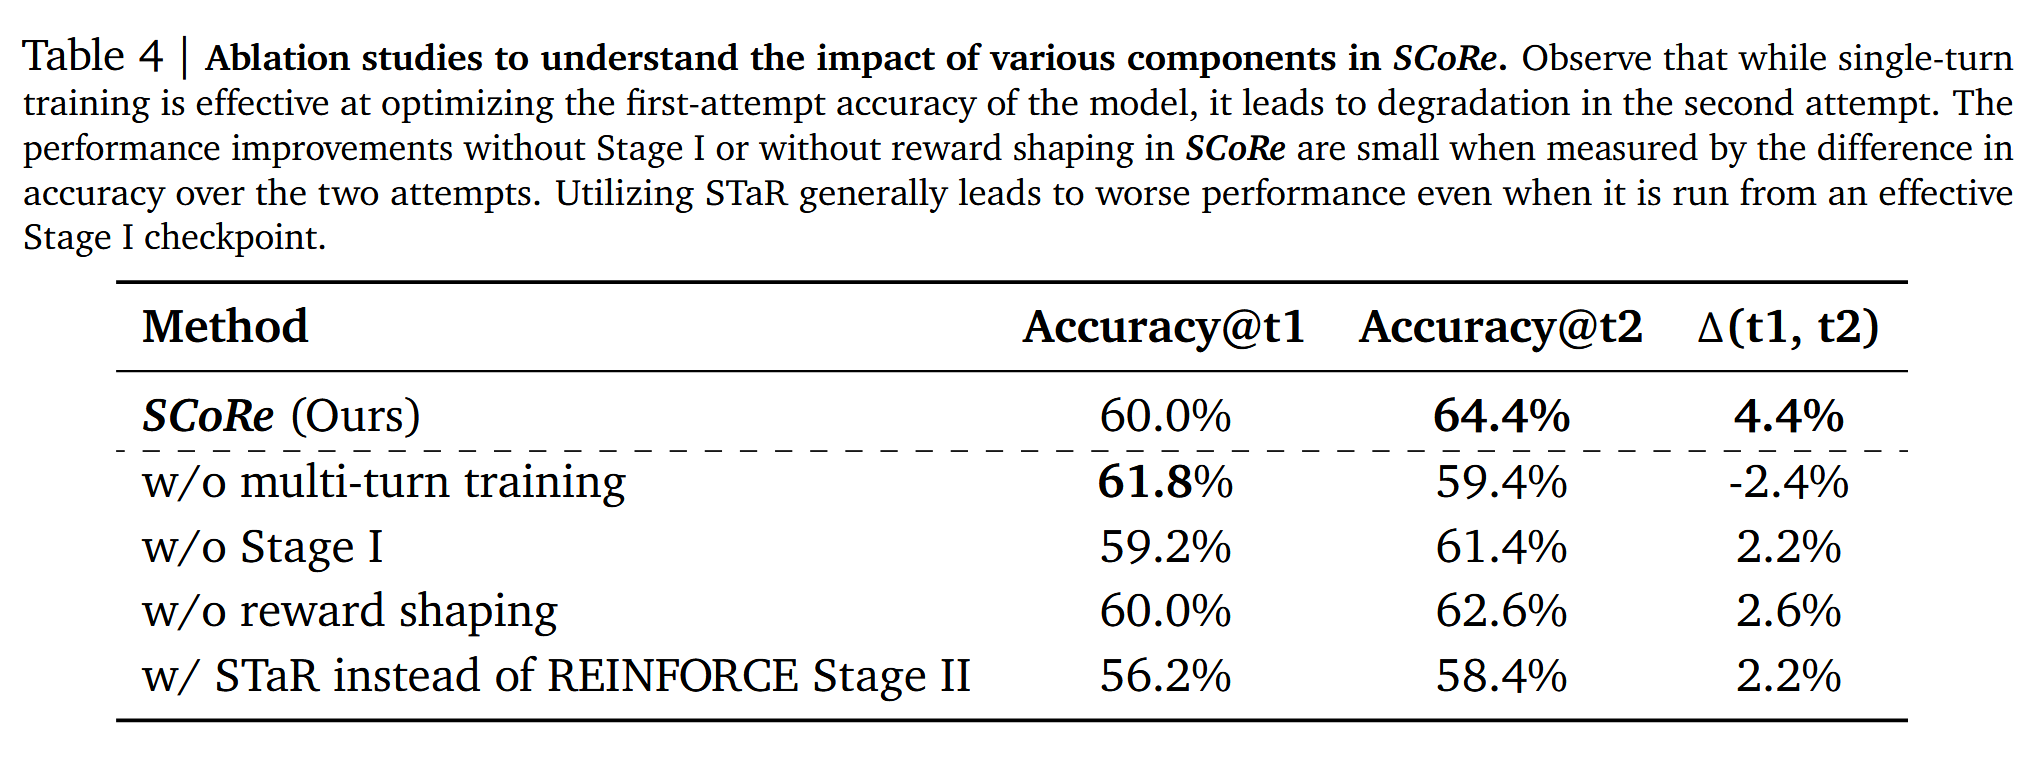 Table 4 | Ablation studies to understand the impact of various components in SCoRe. Observe that while single-turn
training is effective at optimizing the first-attempt accuracy of the model, it leads to degradation in the second attempt. The
performance improvements without Stage I or without reward shaping in SCoRe are small when measured by the difference in
accuracy over the two attempts. Utilizing STaR generally leads to worse performance even when it is run from an effective
Stage I checkpoint.
Method Accuracy@t1 Accuracy@t2 Δ(t1, t2)
SCoRe (Ours) 60.0% 64.4% 4.4%
w/o multi-turn training 61.8% 59.4% -2.4%
w/o Stage I 59.2% 61.4% 2.2%
w/o reward shaping 60.0% 62.6% 2.6%
w/ STaR instead of REINFORCE Stage II 56.2% 58.4% 2.2%